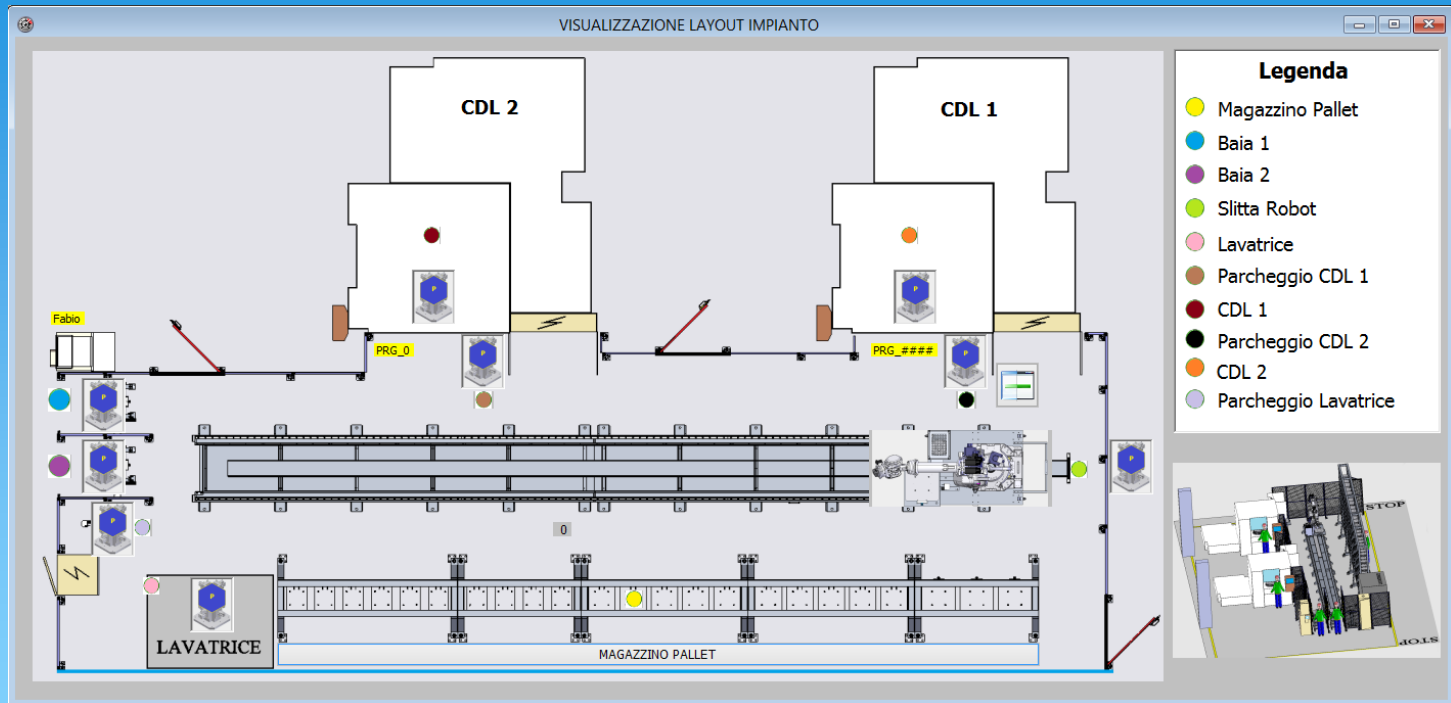 VISUALIZZAZIONE LAYOUT IMPIANTO
CDL 2
CDL 1
Fabio
PRG_0
PRG_####
P
P
P
P
P
P
P
P
P
0
LAVATRICE
MAGAZZINO PALLET
Legenda
Magazzino Pallet
Baia 1
Baia 2
Slitta Robot
Lavatrice
Parcheggio CDL 1
CDL 1
Parcheggio CDL 2
CDL 2
Parcheggio Lavatrice
STOP
STOP